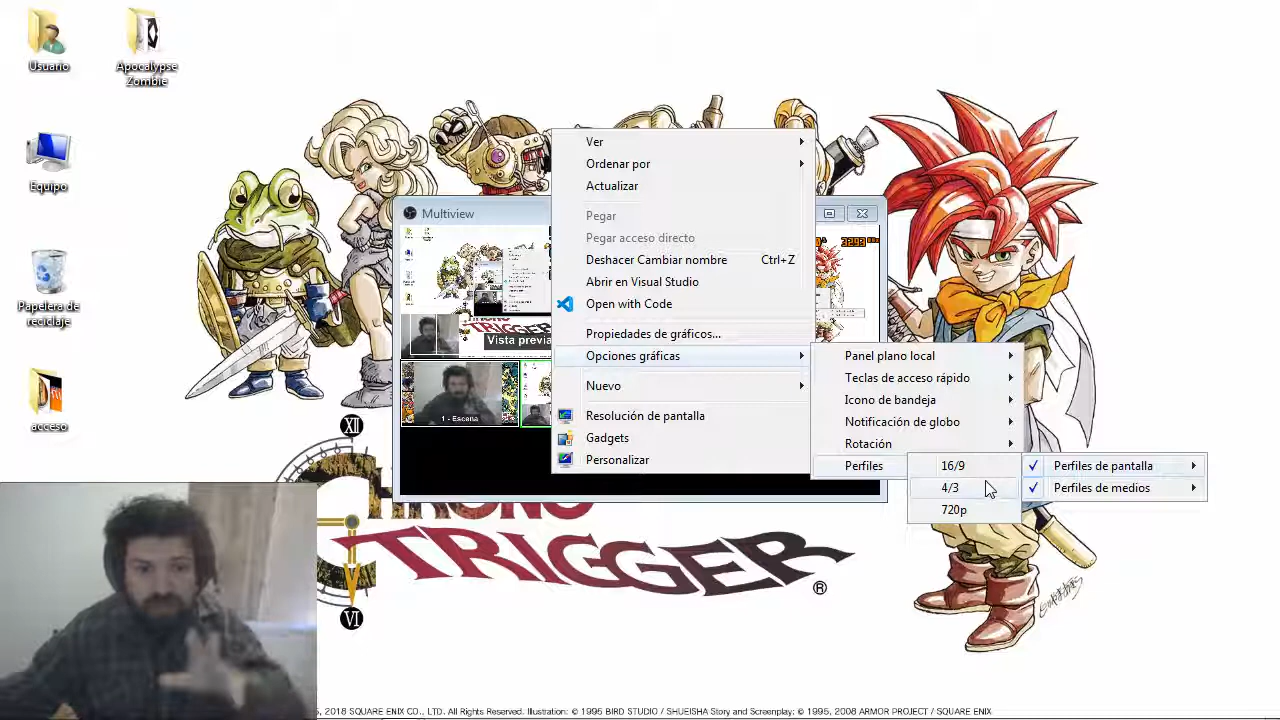 Usuario
Apocalypse
Zombie
Equipo
Papelera de
reciclaje
acceso
Multiview
Vista previa
1 - Escena
Ver
Ordenar por
Actualizar
Pegar
Pegar acceso directo
Deshacer Cambiar nombre Ctrl+Z
Abrir en Visual Studio
Open with Code
Propiedades de gráficos...
Opciones gráficas
Nuevo
Resolución de pantalla
Gadgets
Personalizar
Panel plano local
Teclas de acceso rápido
Icono de bandeja
Notificación de globo
Rotación
Perfiles
16/9
4/3
720p
Perfiles de pantalla
Perfiles de medios
XII
VI
CHRONO
TRIGGER
®
2018 SQUARE ENIX CO., LTD. All Rights Reserved. Illustration: © 1995 BIRD STUDIO / SHUEISHA Story and Screenplay: © 1995, 2008 ARMOR PROJECT / SQUARE ENIX